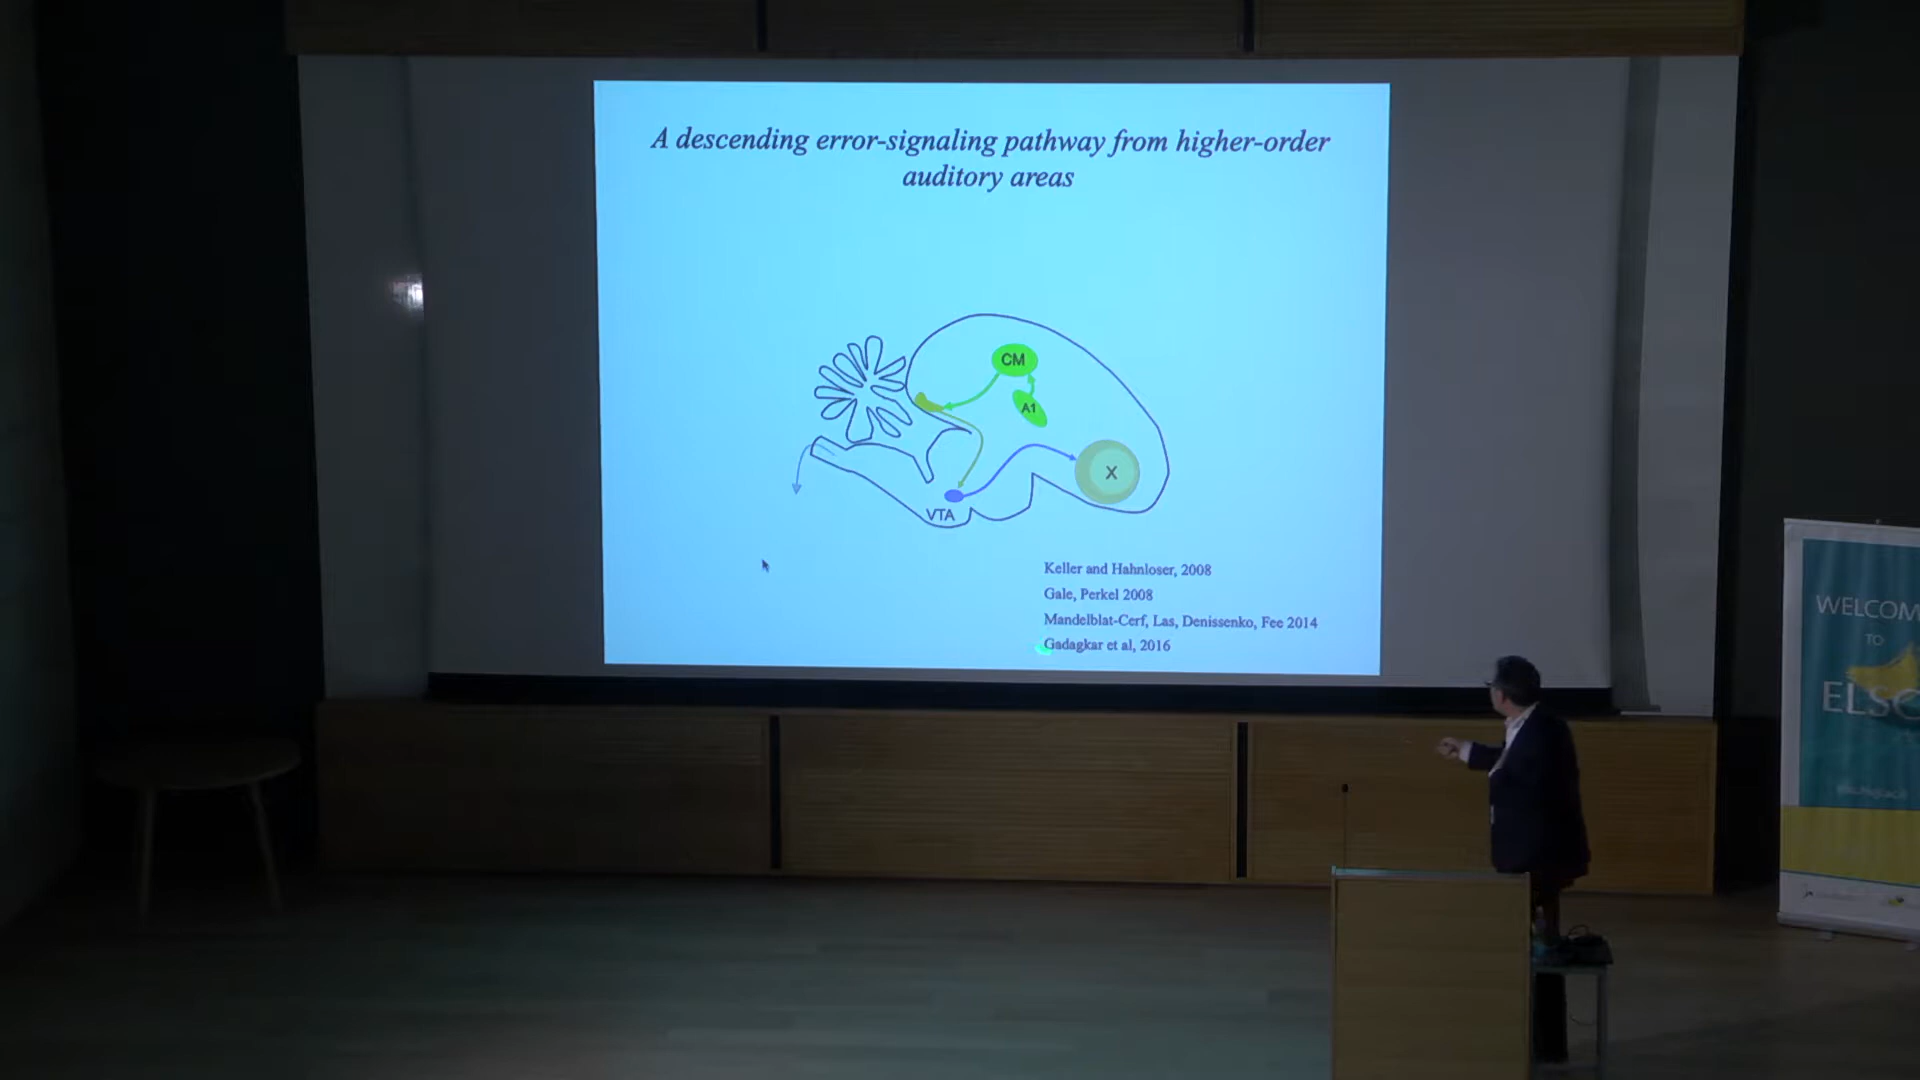 A descending error-signaling pathway from higher-order
auditory areas
CM
A1
X
VTA
Keller and Hahnloser, 2008
Gale, Perkel 2008
Mandelblat-Cerf, Las, Denissenko, Fee 2014
Gadagkar et al, 2016
WELCOM
TO
ELSC